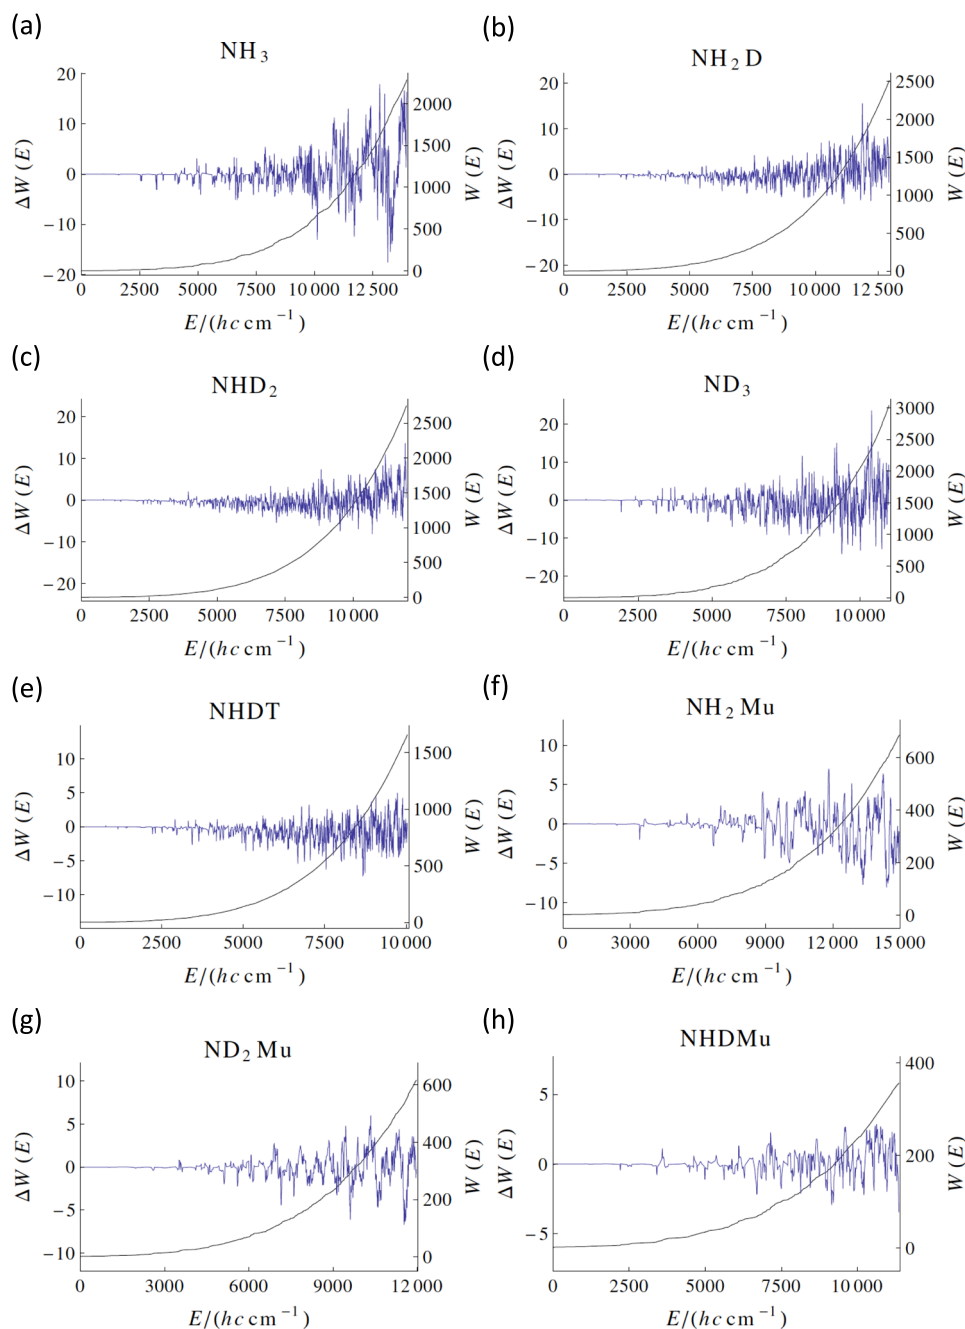 (a)
NH₃
20
10
0
−10
−20
ΔW(E)
2000
1500
1000
500
0
W(E)
0 2500 5000 7500 10 000 12 500
E/(hc cm⁻¹)
(b)
NH₂D
20
10
0
−10
−20
ΔW(E)
2500
2000
1500
1000
500
0
W(E)
0 2500 5000 7500 10 000 12 500
E/(hc cm⁻¹)
(c)
NHD₂
20
10
0
−10
−20
ΔW(E)
2500
2000
1500
1000
500
0
W(E)
0 2500 5000 7500 10 000
E/(hc cm⁻¹)
(d)
ND₃
20
10
0
−10
−20
ΔW(E)
3000
2500
2000
1500
1000
500
0
W(E)
0 2500 5000 7500 10 000
E/(hc cm⁻¹)
(e)
NHDT
10
5
0
−5
−10
ΔW(E)
1500
1000
500
0
W(E)
0 2500 5000 7500 10 000
E/(hc cm⁻¹)
(f)
NH₂Mu
10
5
0
−5
−10
ΔW(E)
600
400
200
0
W(E)
0 3000 6000 9000 12 000 15 000
E/(hc cm⁻¹)
(g)
ND₂Mu
10
5
0
−5
−10
ΔW(E)
600
400
200
0
W(E)
0 3000 6000 9000 12 000
E/(hc cm⁻¹)
(h)
NHDMu
5
0
−5
ΔW(E)
400
200
0
W(E)
0 2500 5000 7500 10 000
E/(hc cm⁻¹)